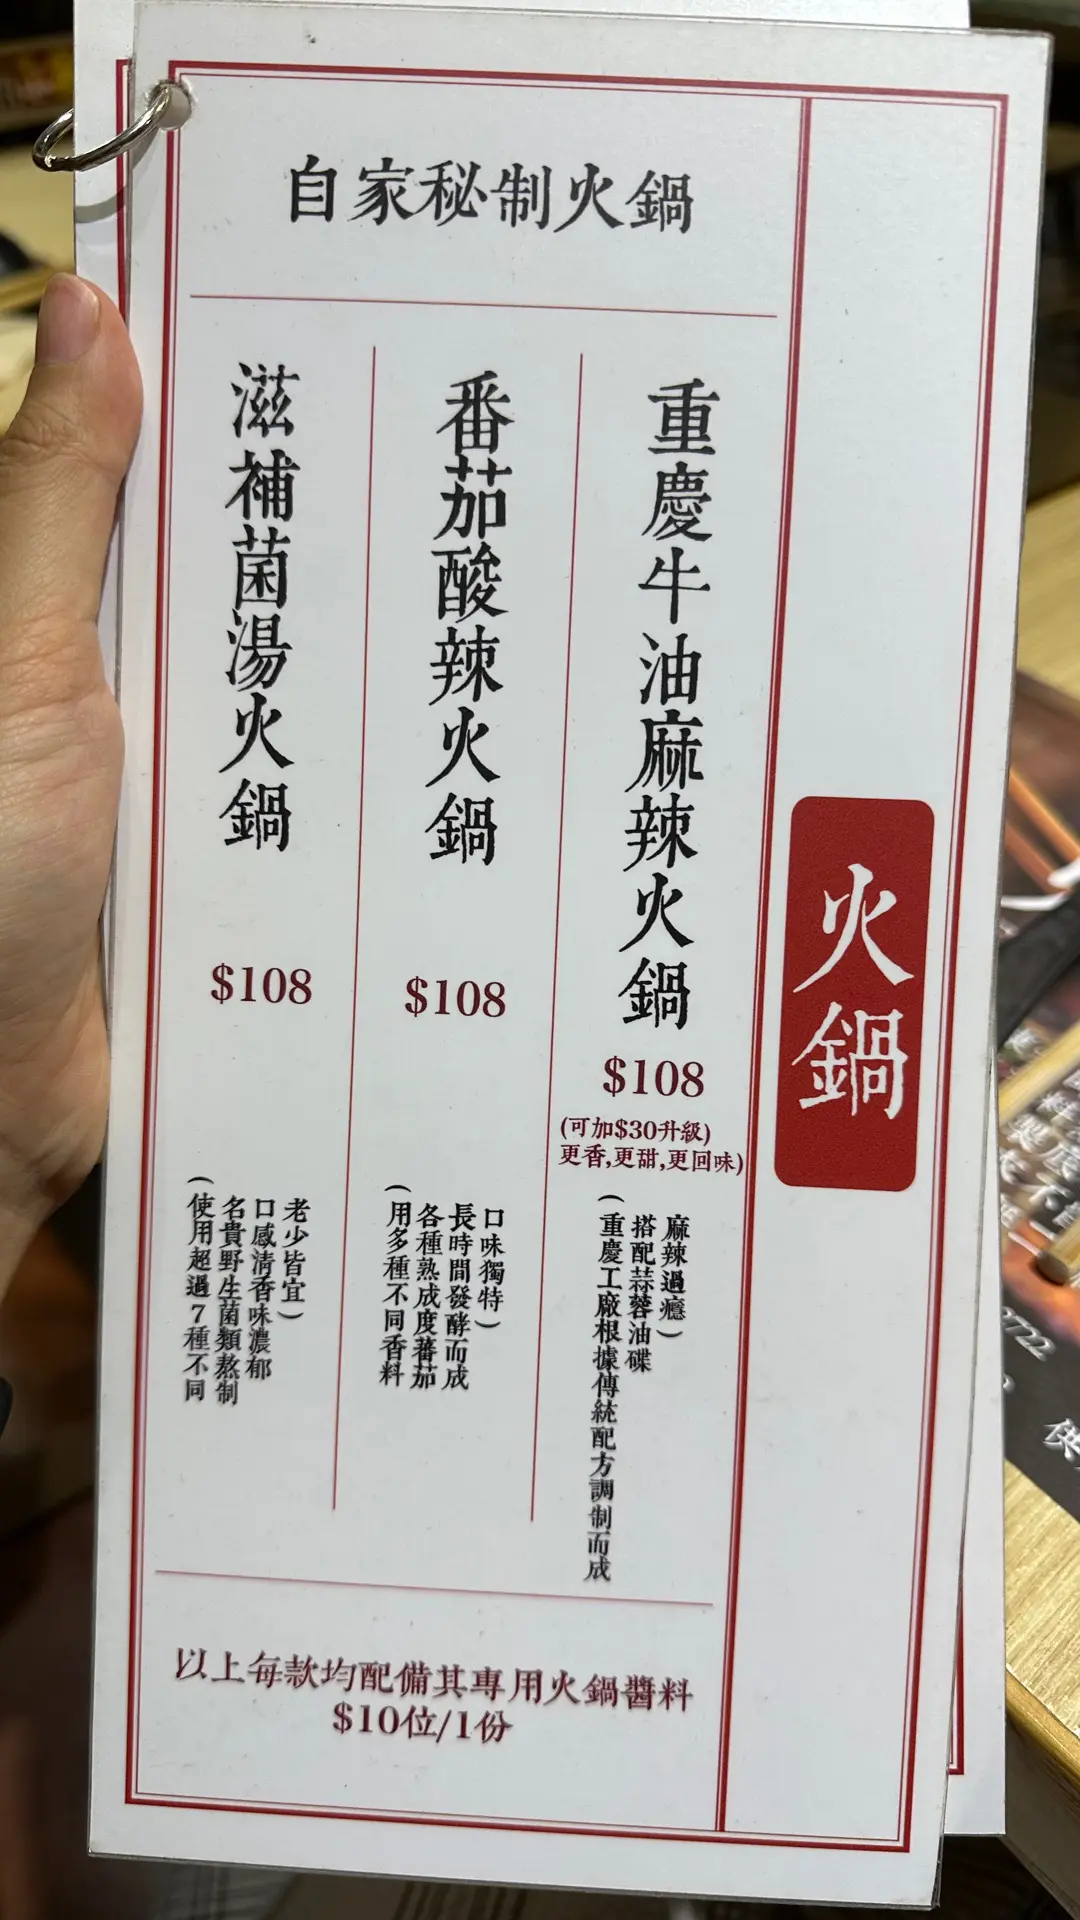 自家秘制火鍋
火鍋
重慶牛油麻辣火鍋
$108
(可加$30升級)
更香,更甜,更回味)
麻辣過癮)
搭配蒜蓉油碟
(重慶工廠根據傳統配方調制而成
番茄酸辣火鍋
$108
口味獨特)
長時間發酵而成
各種熟成度蕃茄
(用多種不同香料
滋補菌湯火鍋
$108
老少皆宜)
口感清香味濃郁
名貴野生菌類熬制
(使用超過7種不同
以上每款均配備其專用火鍋醬料
$10位/1份